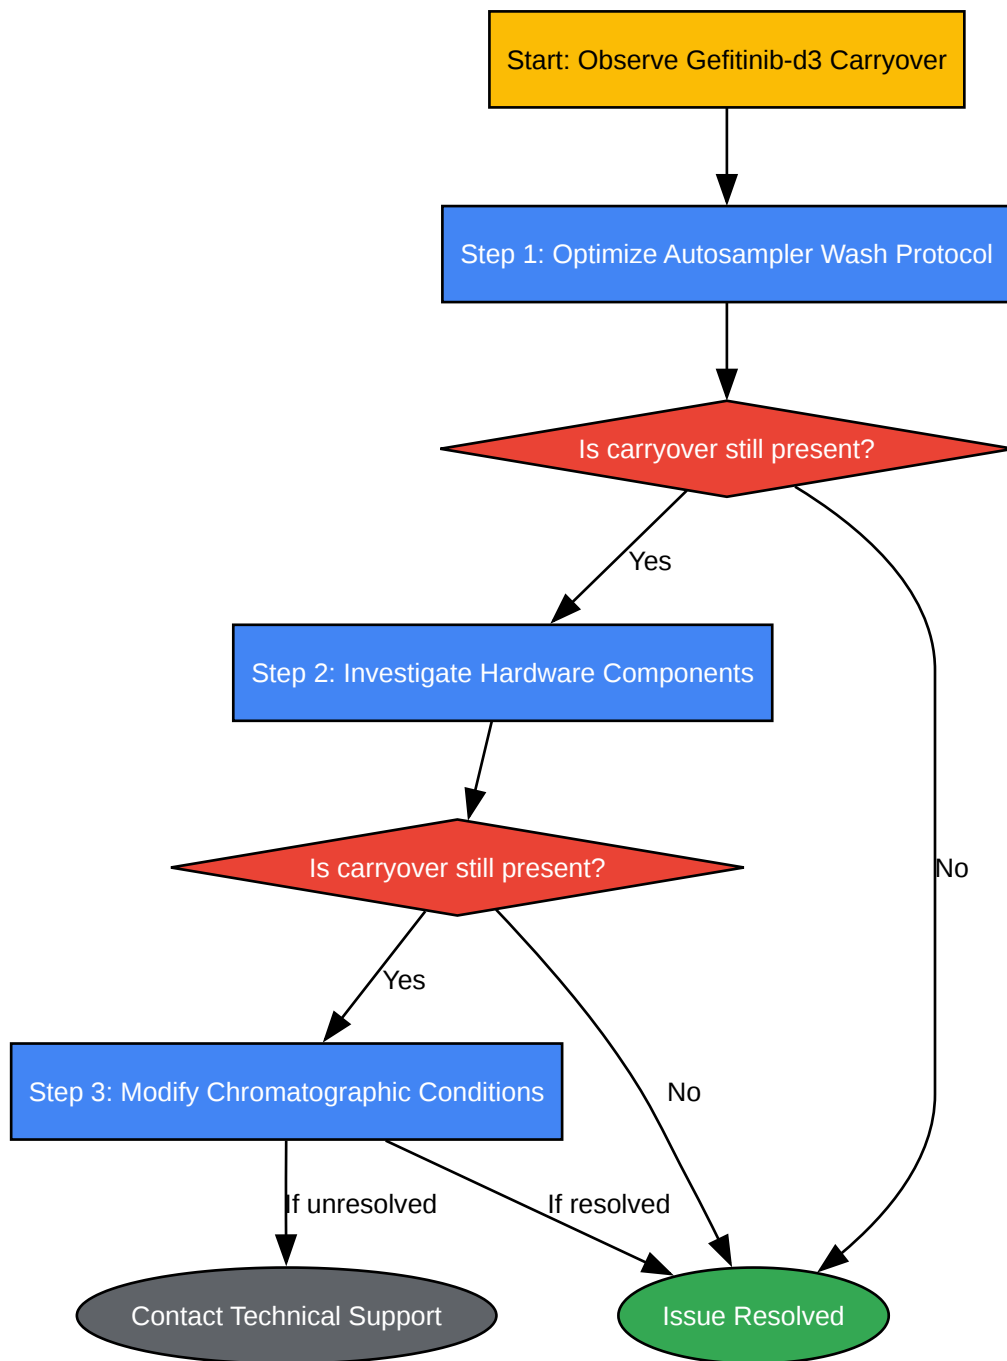 Start: Observe Gefitinib-d3 Carryover
Step 1: Optimize Autosampler Wash Protocol
Is carryover still present?
Yes
Step 2: Investigate Hardware Components
Is carryover still present?
No
Yes
Step 3: Modify Chromatographic Conditions
No
If unresolved
If resolved
Contact Technical Support
Issue Resolved